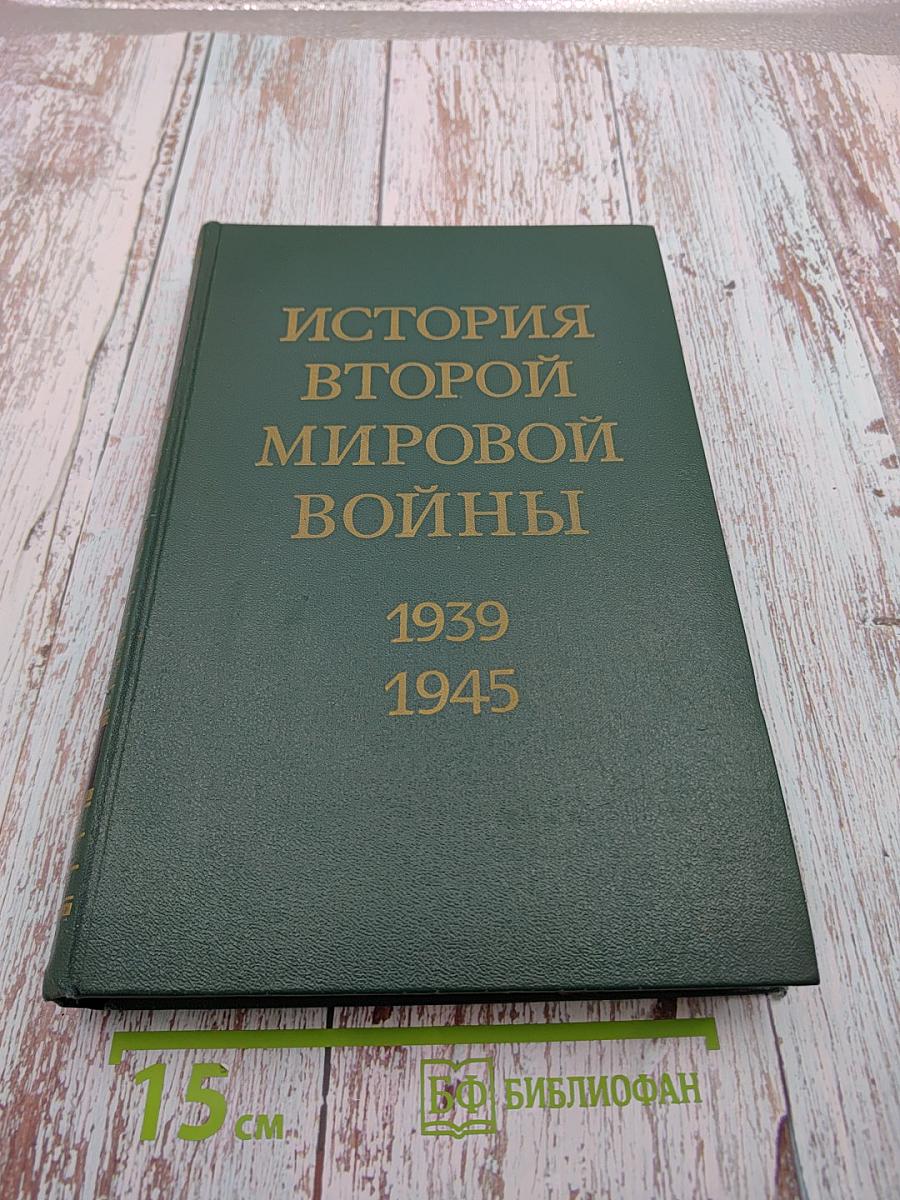 ИСТОРИЯ
ВТОРОЙ
МИРОВОЙ
ВОЙНЫ
1939
1945
15 см
БФ БИБЛИОФАН